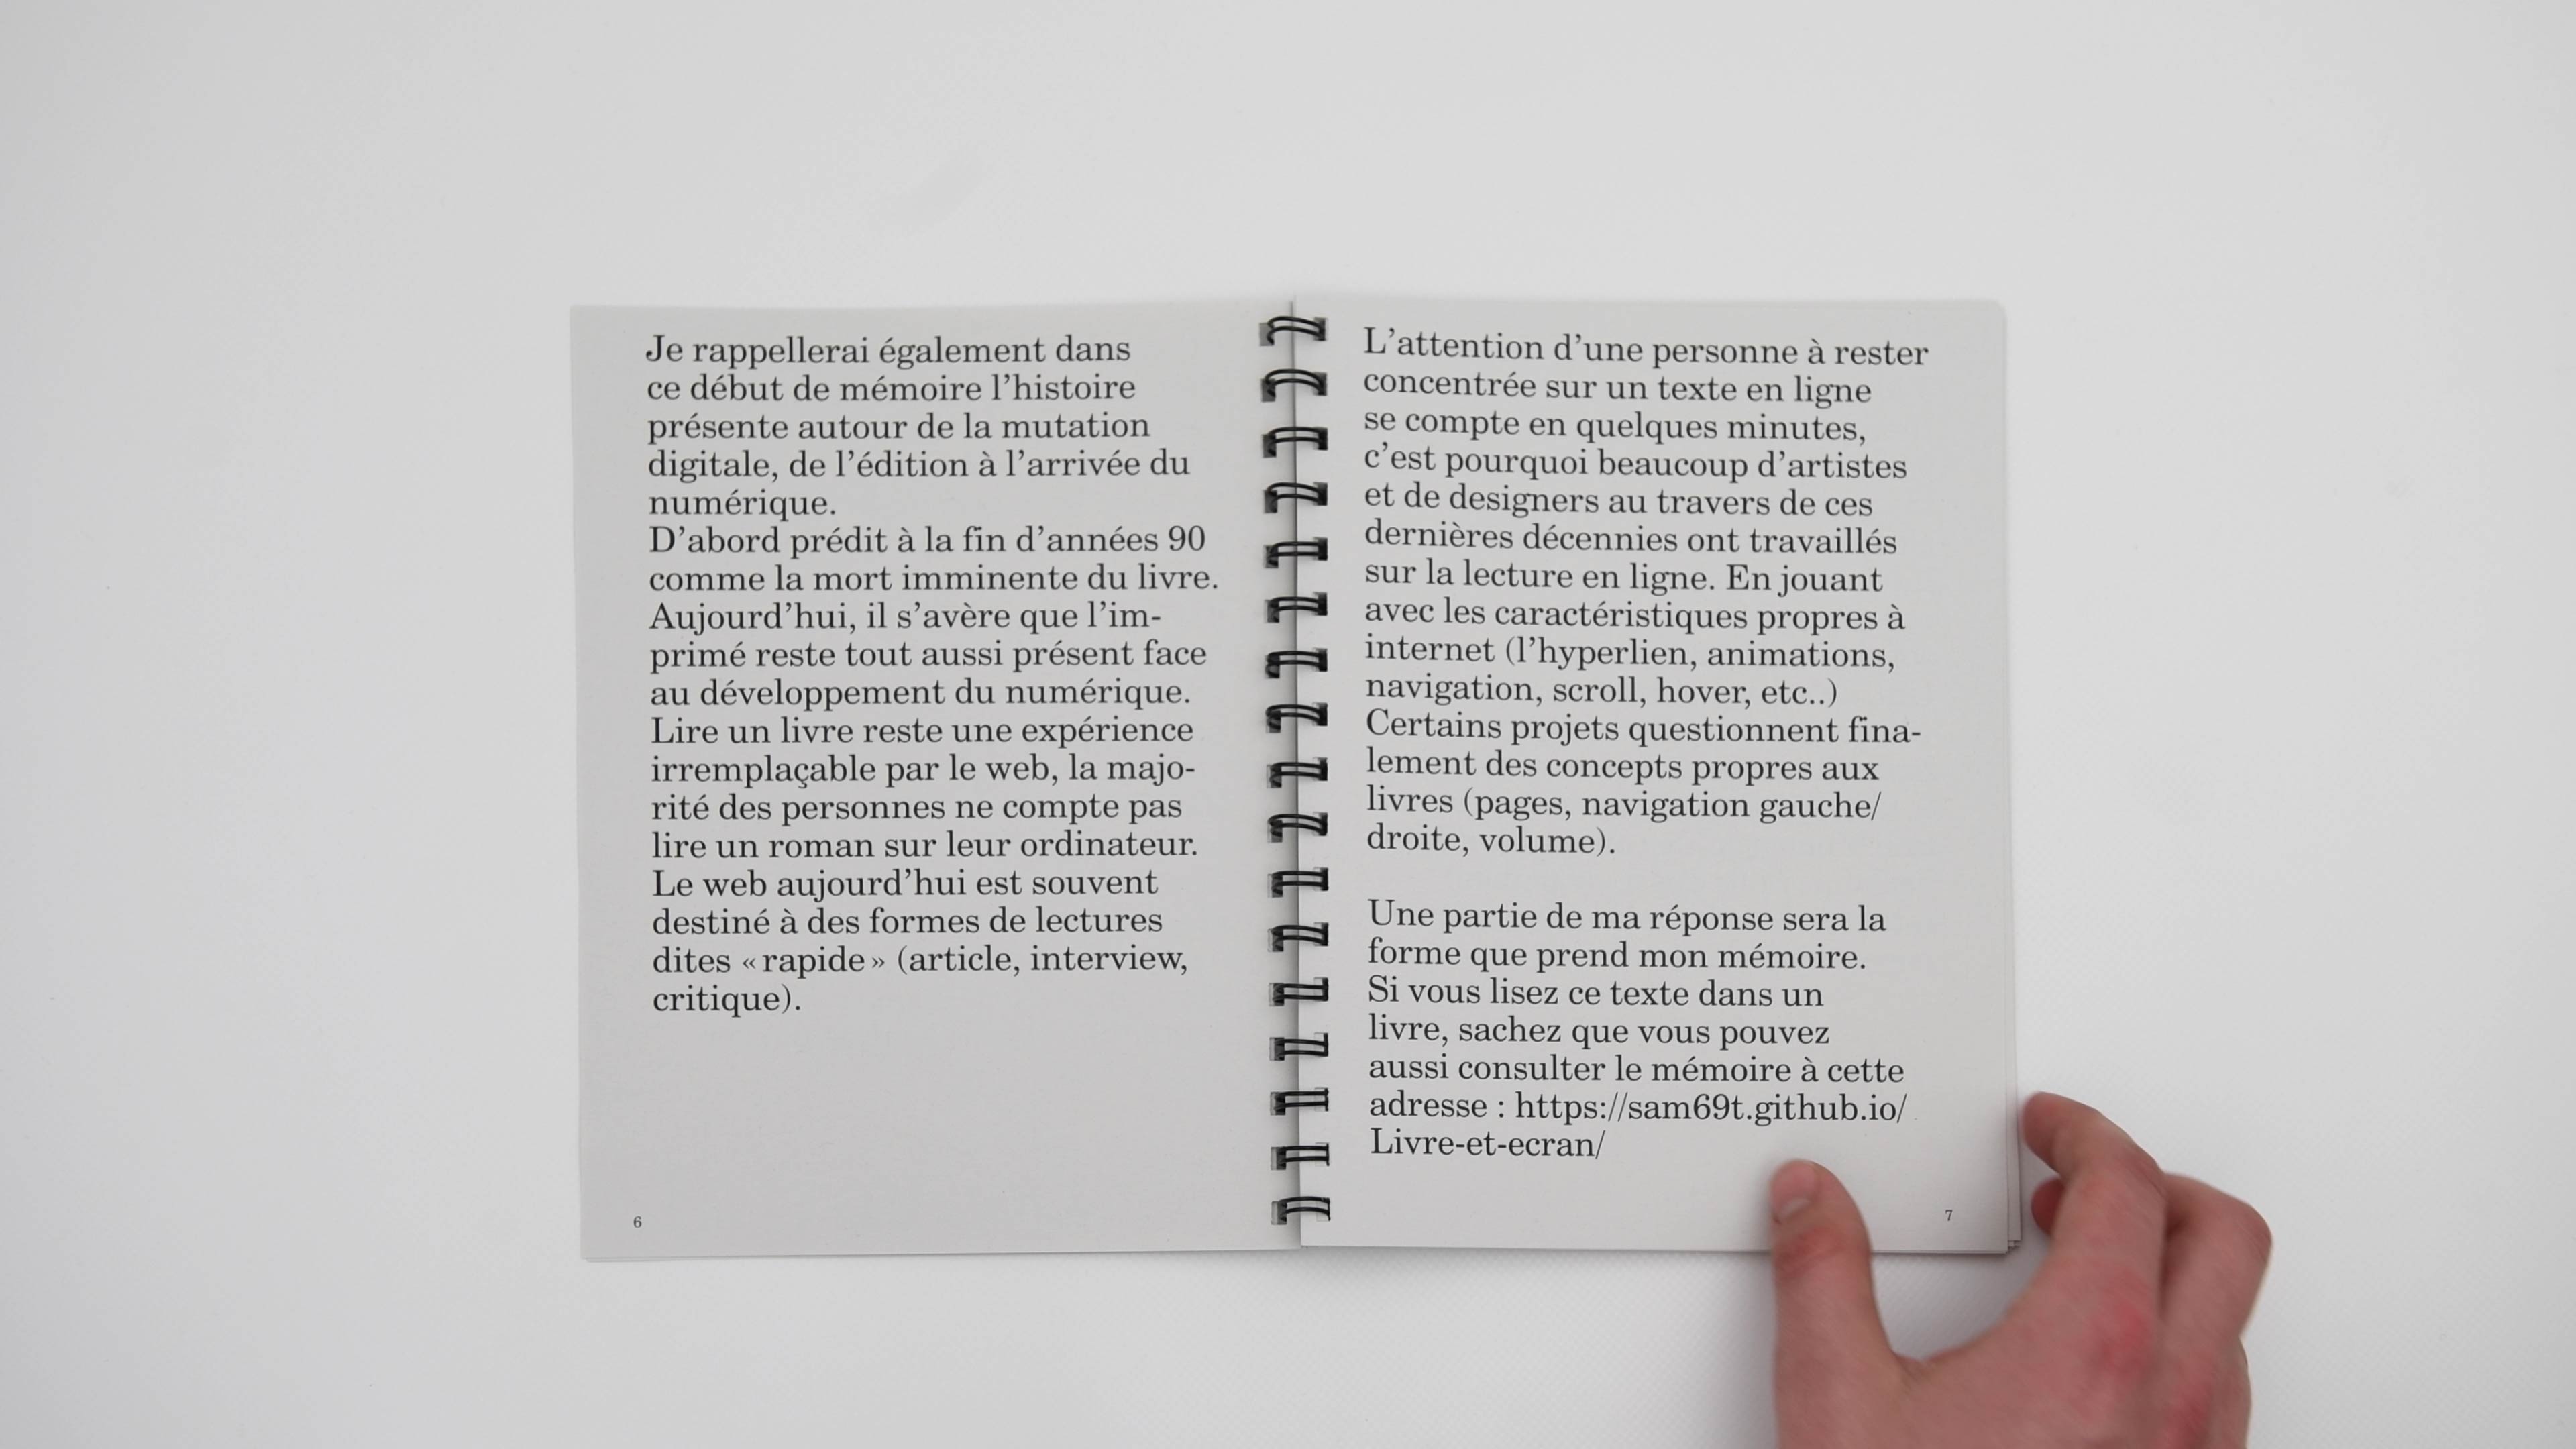 Je rappellerai également dans
ce début de mémoire l’histoire
présente autour de la mutation
digitale, de l’édition à l’arrivée du
numérique.
D’abord prédit à la fin d’années 90
comme la mort imminente du livre.
Aujourd’hui, il s’avère que l’im-
primé reste tout aussi présent face
au développement du numérique.
Lire un livre reste une expérience
irremplaçable par le web, la majo-
rité des personnes ne compte pas
lire un roman sur leur ordinateur.
Le web aujourd’hui est souvent
destiné à des formes de lectures
dites « rapide » (article, interview,
critique).
6
L’attention d’une personne à rester
concentrée sur un texte en ligne
se compte en quelques minutes,
c’est pourquoi beaucoup d’artistes
et de designers au travers de ces
dernières décennies ont travaillés
sur la lecture en ligne. En jouant
avec les caractéristiques propres à
internet (l’hyperlien, animations,
navigation, scroll, hover, etc..)
Certains projets questionnent fina-
lement des concepts propres aux
livres (pages, navigation gauche/
droite, volume).
Une partie de ma réponse sera la
forme que prend mon mémoire.
Si vous lisez ce texte dans un
livre, sachez que vous pouvez
aussi consulter le mémoire à cette
adresse : https://sam69t.github.io/
Livre-et-ecran/
7